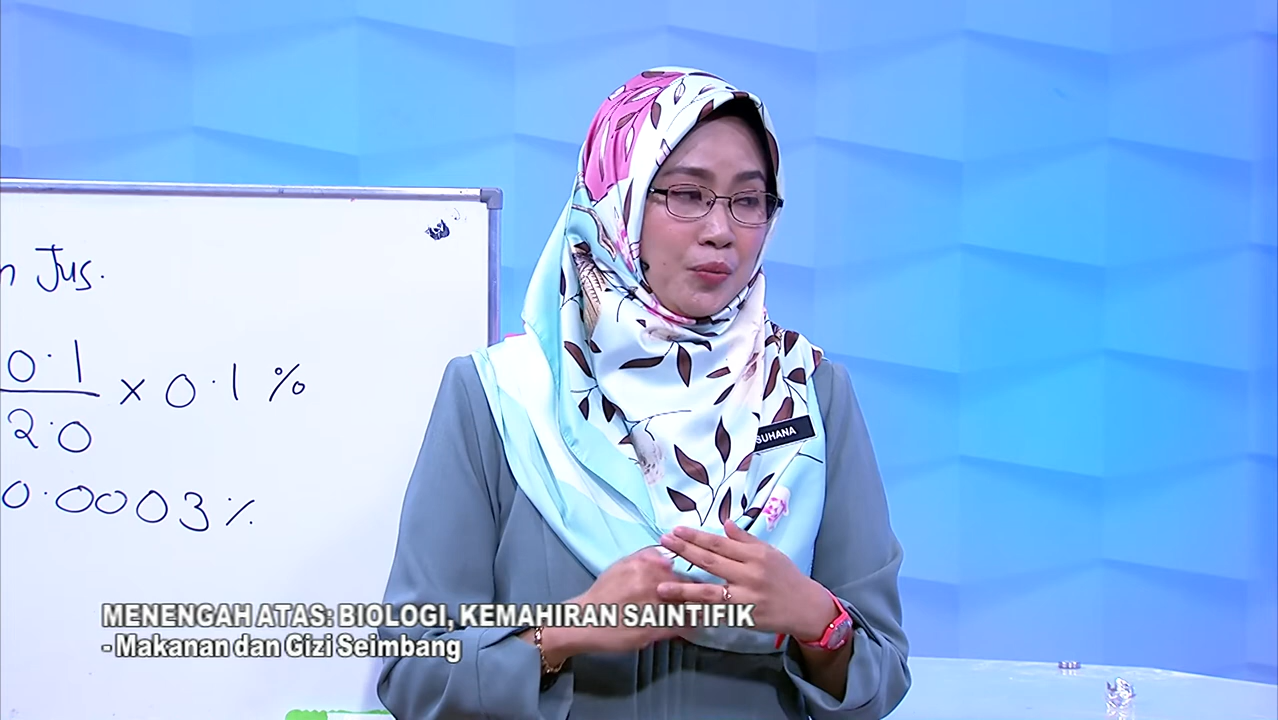 n Jus.
0.1 × 0.1 %
2.0
0.0003%
SUHANA
MENENGAH ATAS: BIOLOGI, KEMAHIRAN SAINTIFIK
- Makanan dan Gizi Seimbang